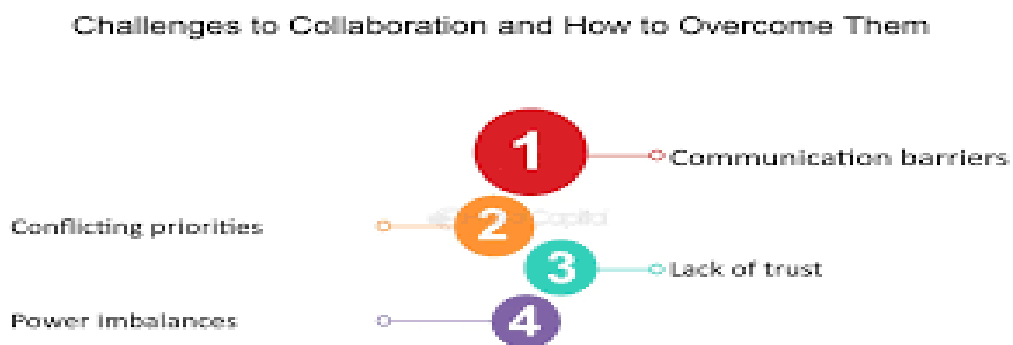 Challenges to Collaboration and How to Overcome Them
1
Communication barriers
Conflicting priorities
2
3
Lack of trust
Power Imbalances
4